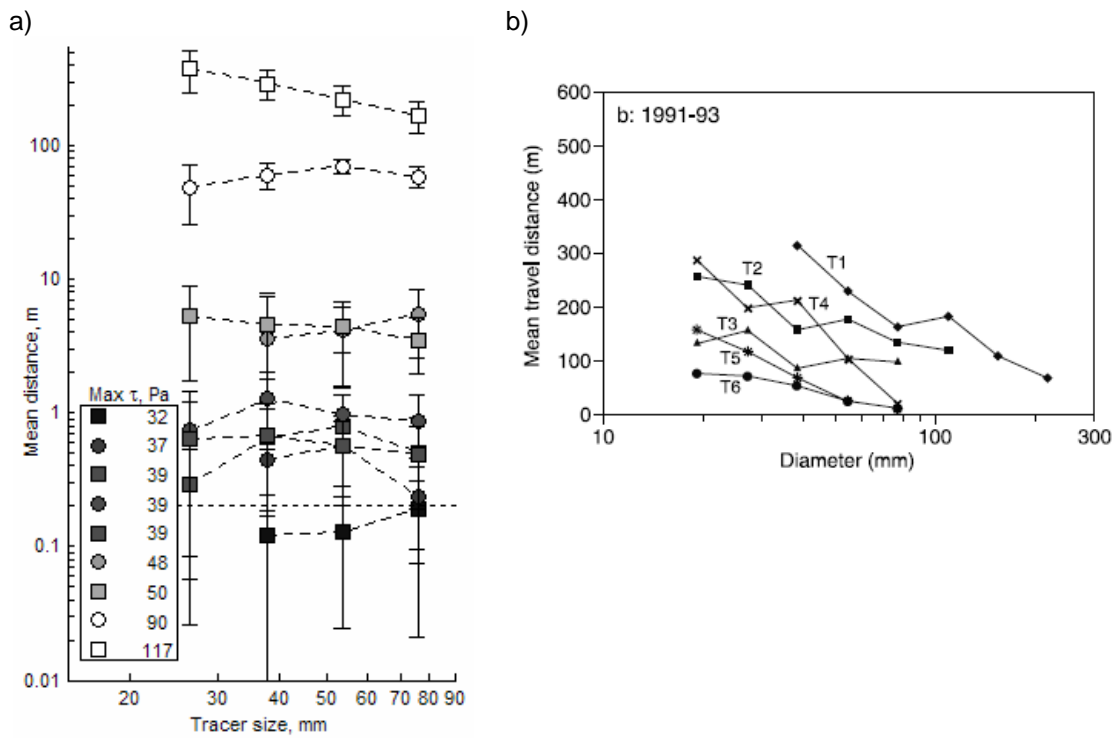 a)
100
10
1
0.1
0.01
Mean distance, m
Max τ, Pa
32
37
39
39
39
48
50
90
117
20 30 40 50 60 70 80 90
Tracer size, mm
b)
b: 1991-93
600
500
400
300
200
100
0
Mean travel distance (m)
T1
T2
T4
T3
T5
T6
10 100 300
Diameter (mm)